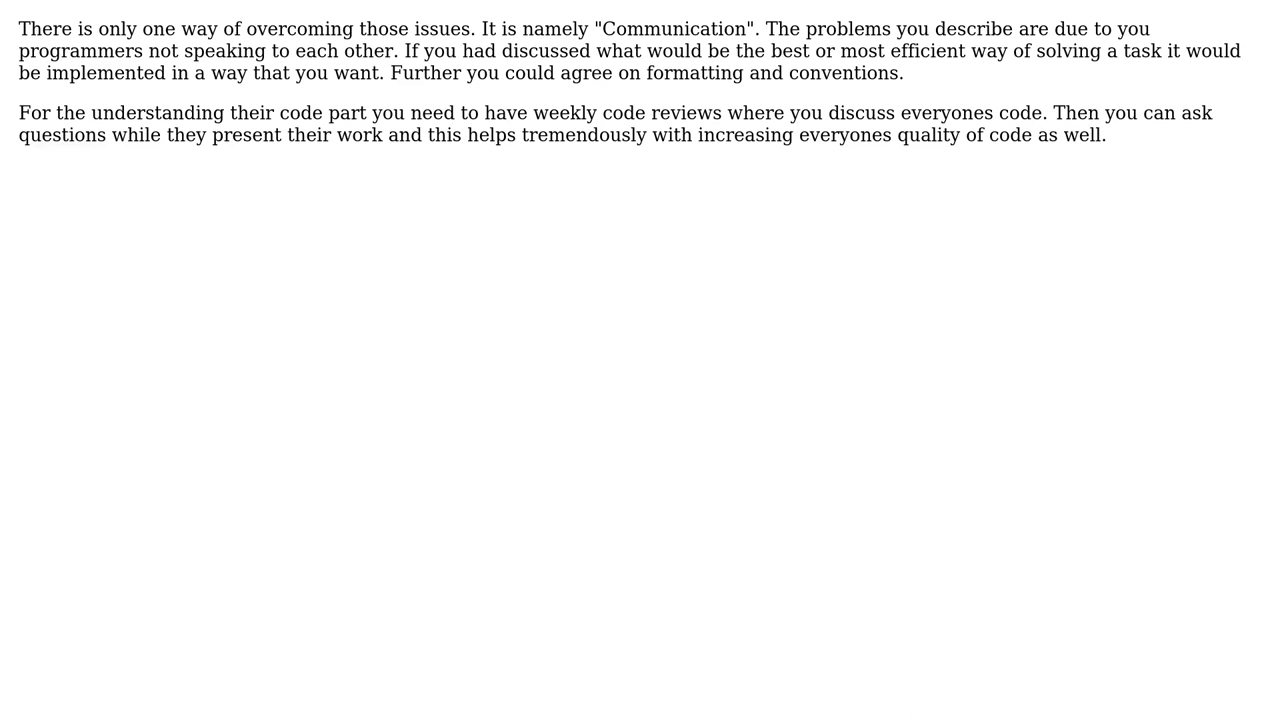 There is only one way of overcoming those issues. It is namely "Communication". The problems you describe are due to you
programmers not speaking to each other. If you had discussed what would be the best or most efficient way of solving a task it would
be implemented in a way that you want. Further you could agree on formatting and conventions.
For the understanding their code part you need to have weekly code reviews where you discuss everyones code. Then you can ask
questions while they present their work and this helps tremendously with increasing everyones quality of code as well.